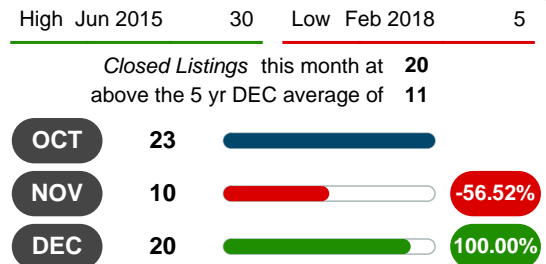 High Jun 2015 30 Low Feb 2018 5
Closed Listings this month at 20
above the 5 yr DEC average of 11
OCT 23
NOV 10 -56.52%
DEC 20 100.00%